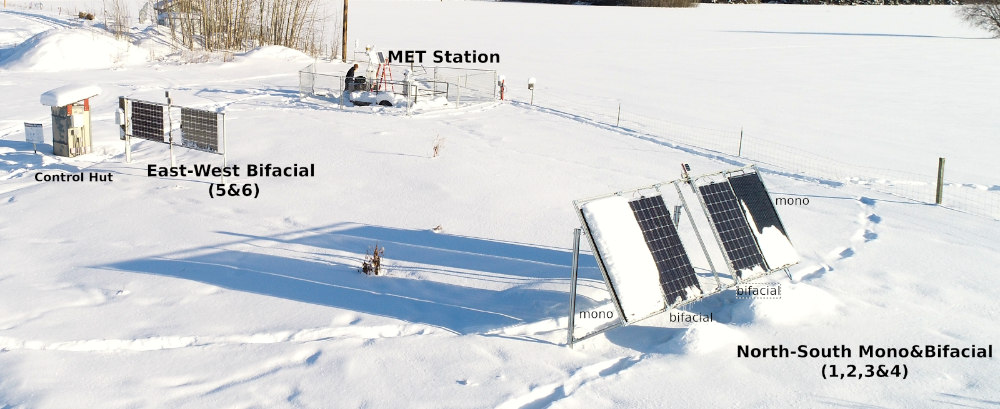 MET Station
Control Hut
East-West Bifacial
(5&6)
mono
mono
bifacial
bifacial
North-South Mono&Bifacial
(1,2,3&4)